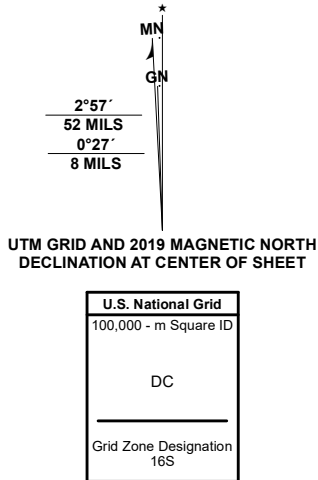 ★
MN
GN
2°57´
52 MILS
0°27´
8 MILS
UTM GRID AND 2019 MAGNETIC NORTH
DECLINATION AT CENTER OF SHEET
U.S. National Grid
100,000 - m Square ID
DC
Grid Zone Designation
16S